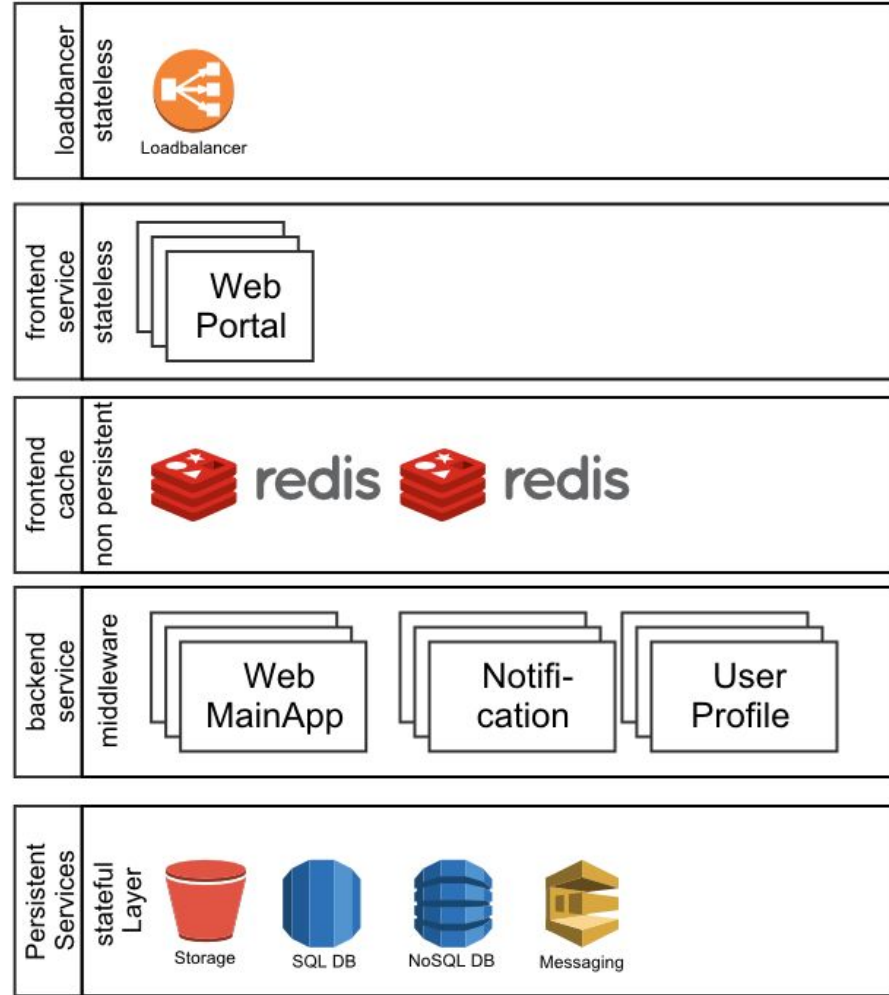 loadbancer
stateless
Loadbalancer
frontend
service
stateless
Web
Portal
frontend
cache
non persistent
redis
redis
backend
service
middleware
Web
MainApp
Notifi-
cation
User
Profile
Persistent
Services
stateful
Layer
Storage
SQL DB
NoSQL DB
Messaging